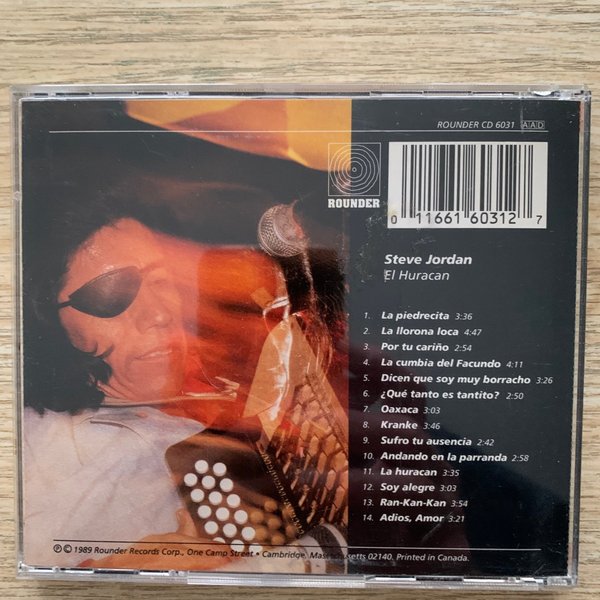 ROUNDER CD 6031 AAD
ROUNDER
0 11661 60312 7
Steve Jordan
El Huracan
1. La piedrecita 3:36
2. La llorona loca 4:47
3. Por tu cariño 2:54
4. La cumbia del Facundo 4:11
5. Dicen que soy muy borracho 3:26
6. ¿Qué tanto es tantito? 2:50
7. Oaxaca 3:03
8. Kranke 3:46
9. Sufro tu ausencia 2:42
10. Andando en la parranda 2:58
11. La huracan 3:35
12. Soy alegre 3:03
13. Ran-Kan-Kan 3:54
14. Adios, Amor 3:21
℗ © 1989 Rounder Records Corp., One Camp Street • Cambridge, Massachusetts 02140. Printed in Canada.